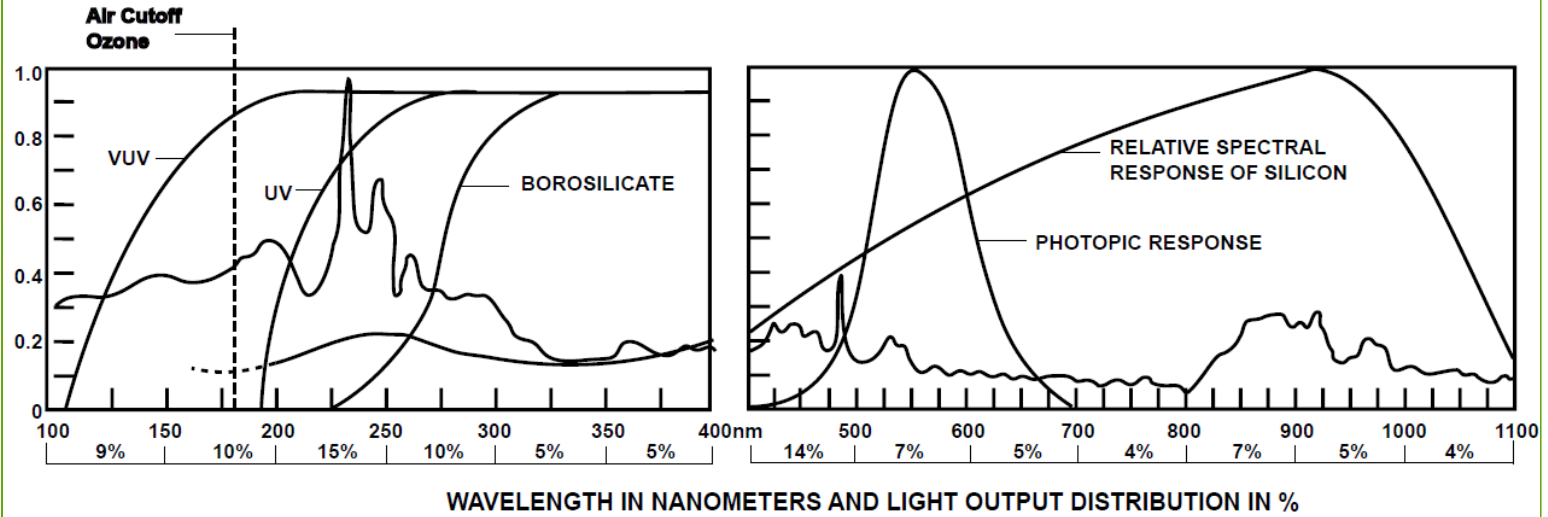 Air Cutoff
Ozone
1.0
0.8
0.6
0.4
0.2
0
VUV
UV
BOROSILICATE
RELATIVE SPECTRAL
RESPONSE OF SILICON
PHOTOPIC RESPONSE
100 150 200 250 300 350 400nm 500 600 700 800 900 1000 1100
9% 10% 15% 10% 5% 5% 14% 7% 5% 4% 7% 5% 4%
WAVELENGTH IN NANOMETERS AND LIGHT OUTPUT DISTRIBUTION IN %